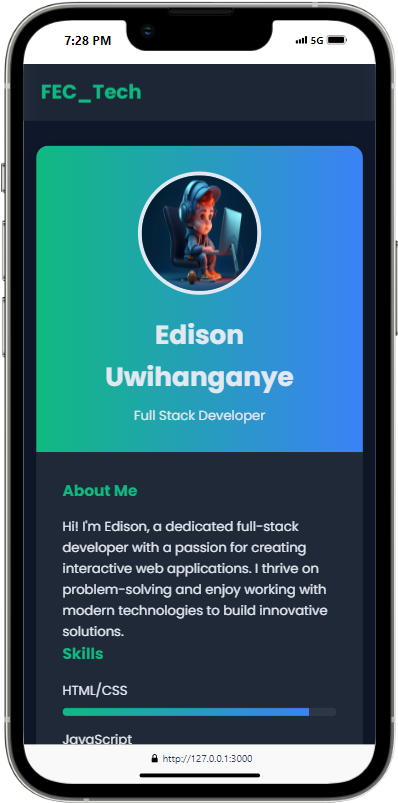 7:28 PM 5G
FEC_Tech
Edison
Uwihanganye
Full Stack Developer
About Me
Hi! I'm Edison, a dedicated full-stack
developer with a passion for creating
interactive web applications. I thrive on
problem-solving and enjoy working with
modern technologies to build innovative
solutions.
Skills
HTML/CSS
JavaScript
http://127.0.0.1:3000